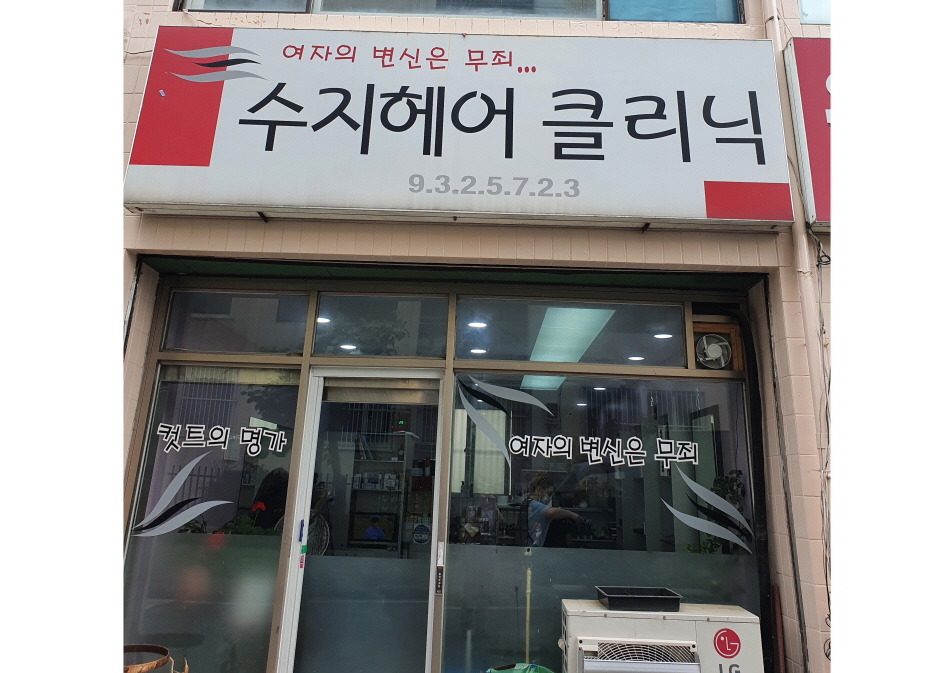 여자의 변신은 무죄...
수지헤어 클리닉
9.3.2.5.7.2.3
컷트의 명가
여자의 변신은 무죄
LG